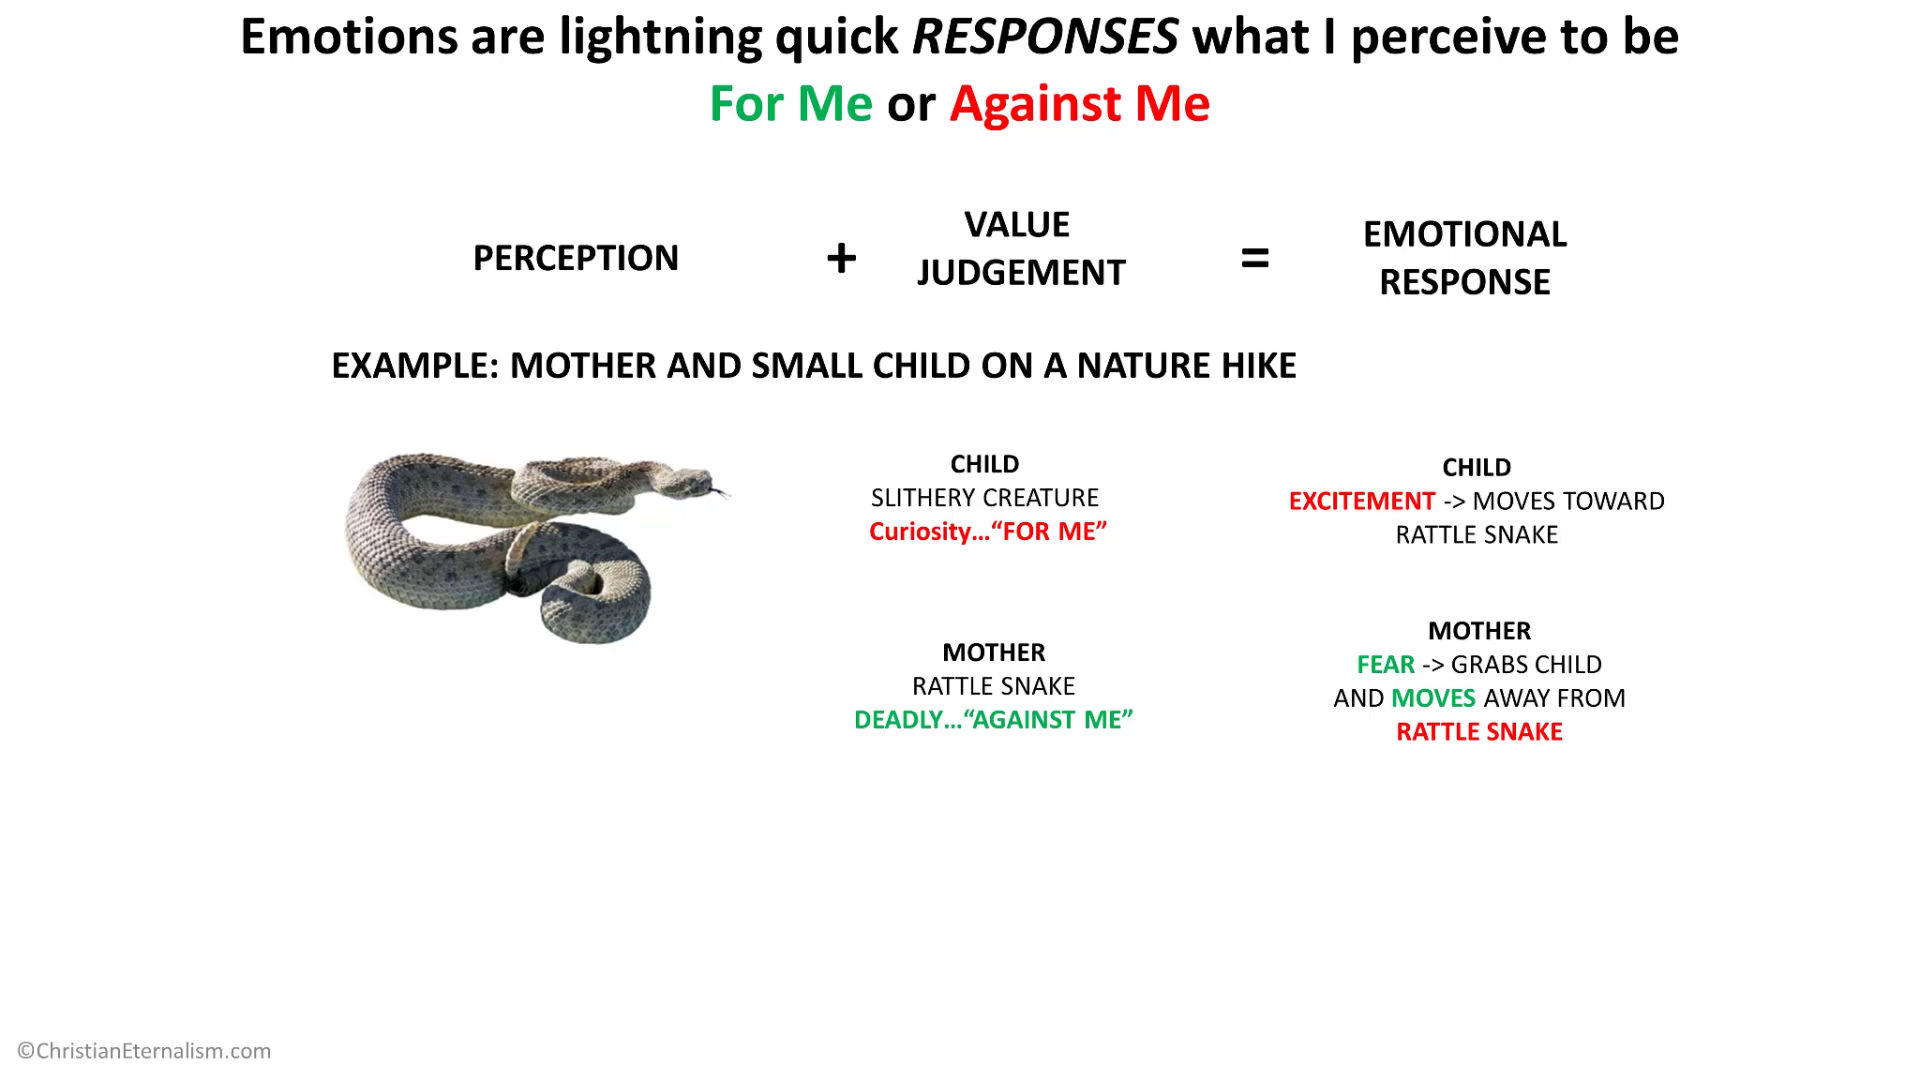 Emotions are lightning quick RESPONSES what I perceive to be
For Me or Against Me
PERCEPTION
+
VALUE
JUDGEMENT
=
EMOTIONAL
RESPONSE
EXAMPLE: MOTHER AND SMALL CHILD ON A NATURE HIKE
CHILD
SLITHERY CREATURE
Curiosity...“FOR ME”
CHILD
EXCITEMENT -> MOVES TOWARD
RATTLE SNAKE
MOTHER
RATTLE SNAKE
DEADLY...“AGAINST ME”
MOTHER
FEAR -> GRABS CHILD
AND MOVES AWAY FROM
RATTLE SNAKE
©ChristianEternalism.com